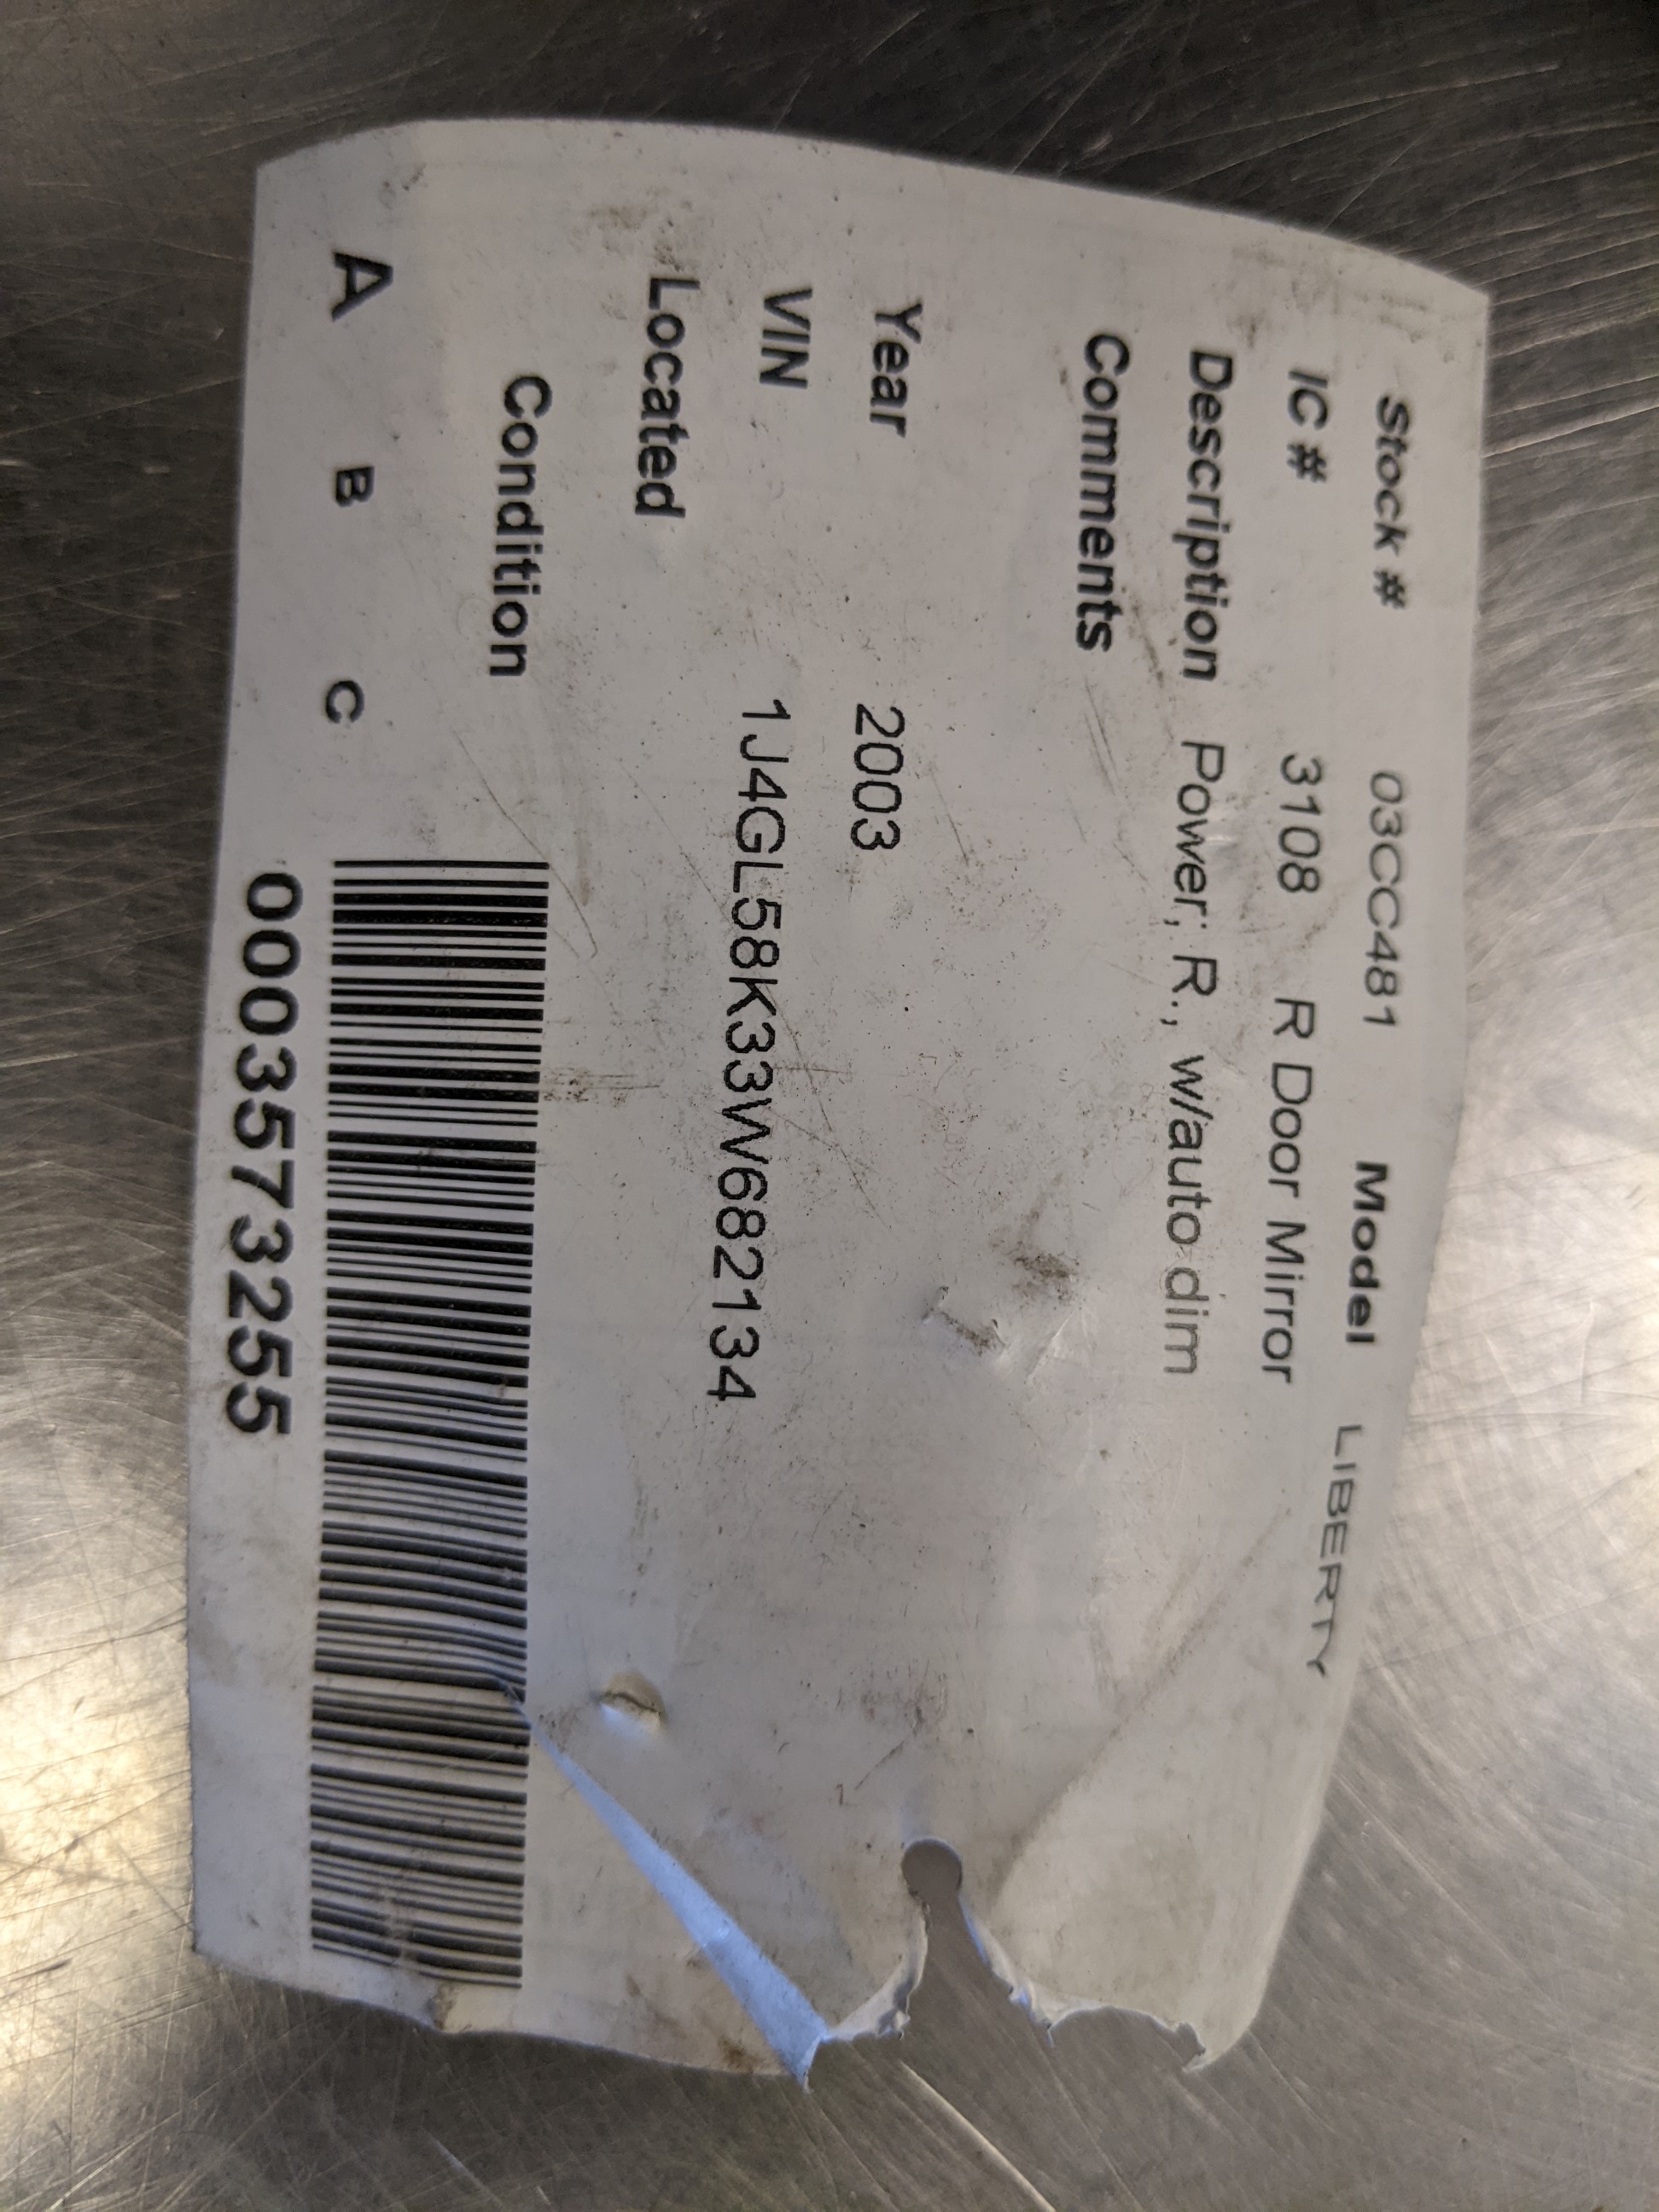 Stock # 03CC481 Model LIBERTY
IC # 3108 R Door Mirror
Description Power; R., w/auto dim
Comments
Year 2003
VIN 1J4GL58K33W682134
Located
Condition
A B C
0003573255